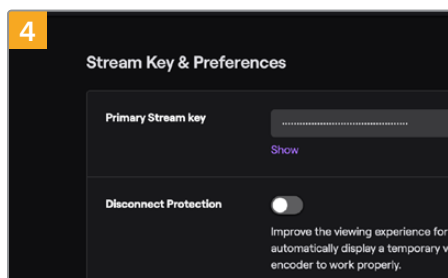 4
Stream Key & Preferences
Primary Stream key
Show
Disconnect Protection
Improve the viewing experience for
automatically display a temporary v
encoder to work properly.